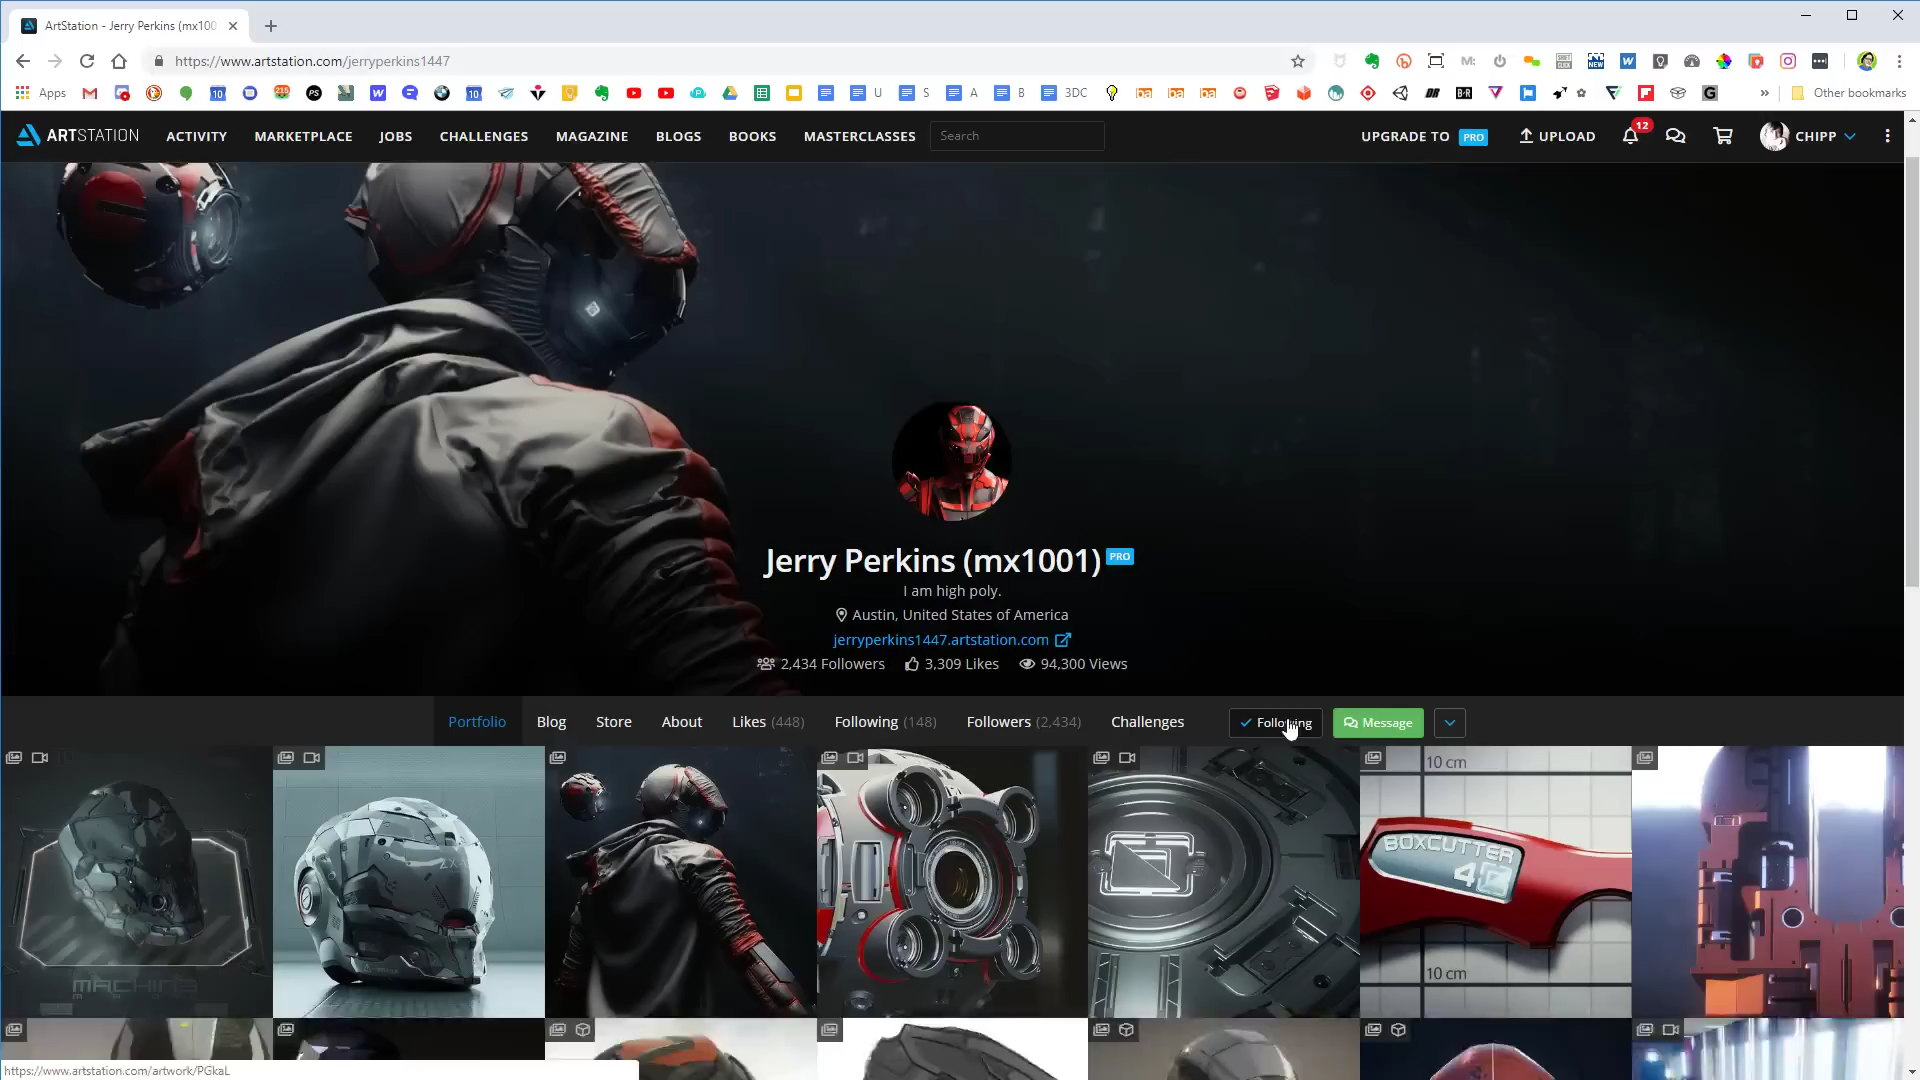 ArtStation - Jerry Perkins (mx100
https://www.artstation.com/jerryperkins1447
Apps
U
S
A
B
3DC
Other bookmarks
ARTSTATION
ACTIVITY
MARKETPLACE
JOBS
CHALLENGES
MAGAZINE
BLOGS
BOOKS
MASTERCLASSES
Search
UPGRADE TO PRO
UPLOAD
12
CHIPP
Jerry Perkins (mx1001) PRO
I am high poly.
Austin, United States of America
jerryperkins1447.artstation.com
2,434 Followers 3,309 Likes 94,300 Views
Portfolio
Blog
Store
About
Likes (448)
Following (148)
Followers (2,434)
Challenges
Following
Message
MACHIN
BOXCUTTER
4
10 cm
10 cm
https://www.artstation.com/artwork/PGkaL